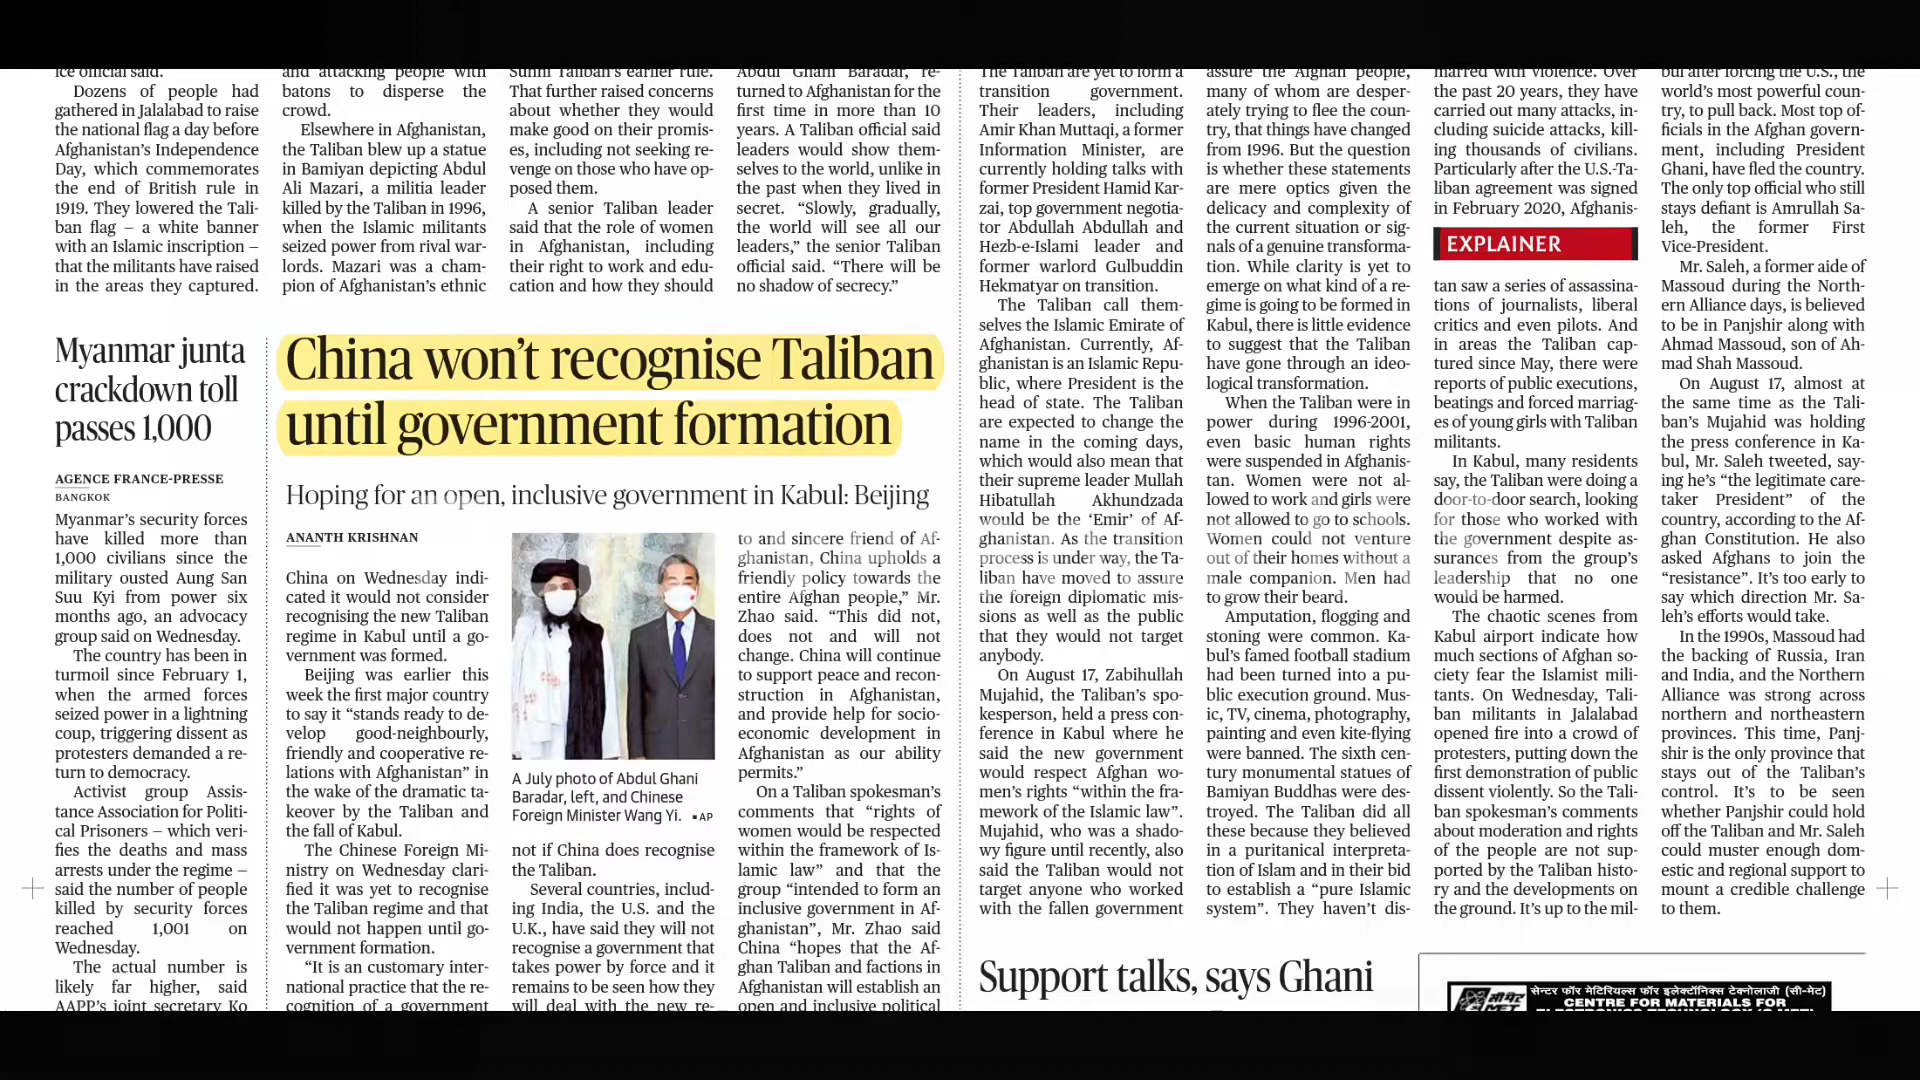 ice official said.
Dozens of people had
gathered in Jalalabad to raise
the national flag a day before
Afghanistan's Independence
Day, which commemorates
the end of British rule in
1919. They lowered the Tali-
ban flag – a white banner
with an Islamic inscription –
that the militants have raised
in the areas they captured.
and attacking people with
batons to disperse the
crowd.
Elsewhere in Afghanistan,
the Taliban blew up a statue
in Bamiyan depicting Abdul
Ali Mazari, a militia leader
killed by the Taliban in 1996,
when the Islamic militants
seized power from rival war-
lords. Mazari was a cham-
pion of Afghanistan's ethnic
Sunni Taliban's earlier rule.
That further raised concerns
about whether they would
make good on their promis-
es, including not seeking re-
venge on those who have op-
posed them.
A senior Taliban leader
said that the role of women
in Afghanistan, including
their right to work and edu-
cation and how they should
Abdul Ghani Baradar, re-
turned to Afghanistan for the
first time in more than 10
years. A Taliban official said
leaders would show them-
selves to the world, unlike in
the past when they lived in
secret. “Slowly, gradually,
the world will see all our
leaders,” the senior Taliban
official said. “There will be
no shadow of secrecy.”
Myanmar junta
crackdown toll
passes 1,000
AGENCE FRANCE-PRESSE
BANGKOK
Myanmar's security forces
have killed more than
1,000 civilians since the
military ousted Aung San
Suu Kyi from power six
months ago, an advocacy
group said on Wednesday.
The country has been in
turmoil since February 1,
when the armed forces
seized power in a lightning
coup, triggering dissent as
protesters demanded a re-
turn to democracy.
Activist group Assis-
tance Association for Politi-
cal Prisoners – which veri-
fies the deaths and mass
arrests under the regime –
said the number of people
killed by security forces
reached 1,001 on
Wednesday.
The actual number is
likely far higher, said
AAPP's joint secretary Ko
China won't recognise Taliban
until government formation
Hoping for an open, inclusive government in Kabul: Beijing
ANANTH KRISHNAN
China on Wednesday indi-
cated it would not consider
recognising the new Taliban
regime in Kabul until a go-
vernment was formed.
Beijing was earlier this
week the first major country
to say it “stands ready to de-
velop good-neighbourly,
friendly and cooperative re-
lations with Afghanistan” in
the wake of the dramatic ta-
keover by the Taliban and
the fall of Kabul.
The Chinese Foreign Mi-
nistry on Wednesday clari-
fied it was yet to recognise
the Taliban regime and that
would not happen until go-
vernment formation.
“It is an customary inter-
national practice that the re-
cognition of a government
A July photo of Abdul Ghani
Baradar, left, and Chinese
Foreign Minister Wang Yi. ▪ AP
not if China does recognise
the Taliban.
Several countries, includ-
ing India, the U.S. and the
U.K., have said they will not
recognise a government that
takes power by force and it
remains to be seen how they
will deal with the new re-
to and sincere friend of Af-
ghanistan, China upholds a
friendly policy towards the
entire Afghan people,” Mr.
Zhao said. “This did not,
does not and will not
change. China will continue
to support peace and recon-
struction in Afghanistan,
and provide help for socio-
economic development in
Afghanistan as our ability
permits.”
On a Taliban spokesman's
comments that “rights of
women would be respected
within the framework of Is-
lamic law” and that the
group “intended to form an
inclusive government in Af-
ghanistan”, Mr. Zhao said
China “hopes that the Af-
ghan Taliban and factions in
Afghanistan will establish an
open and inclusive political
The Taliban are yet to form a
transition government.
Their leaders, including
Amir Khan Muttaqi, a former
Information Minister, are
currently holding talks with
former President Hamid Kar-
zai, top government negotia-
tor Abdullah Abdullah and
Hezb-e-Islami leader and
former warlord Gulbuddin
Hekmatyar on transition.
The Taliban call them-
selves the Islamic Emirate of
Afghanistan. Currently, Af-
ghanistan is an Islamic Repu-
blic, where President is the
head of state. The Taliban
are expected to change the
name in the coming days,
which would also mean that
their supreme leader Mullah
Hibatullah Akhundzada
would be the ‘Emir’ of Af-
ghanistan. As the transition
process is under way, the Ta-
liban have moved to assure
the foreign diplomatic mis-
sions as well as the public
that they would not target
anybody.
On August 17, Zabihullah
Mujahid, the Taliban's spo-
kesperson, held a press con-
ference in Kabul where he
said the new government
would respect Afghan wo-
men's rights “within the fra-
mework of the Islamic law”.
Mujahid, who was a shado-
wy figure until recently, also
said the Taliban would not
target anyone who worked
with the fallen government
assure the Afghan people,
many of whom are desper-
ately trying to flee the coun-
try, that things have changed
from 1996. But the question
is whether these statements
are mere optics given the
delicacy and complexity of
the current situation or sig-
nals of a genuine transforma-
tion. While clarity is yet to
emerge on what kind of a re-
gime is going to be formed in
Kabul, there is little evidence
to suggest that the Taliban
have gone through an ideo-
logical transformation.
When the Taliban were in
power during 1996-2001,
even basic human rights
were suspended in Afghanis-
tan. Women were not al-
lowed to work and girls were
not allowed to go to schools.
Women could not venture
out of their homes without a
male companion. Men had
to grow their beard.
Amputation, flogging and
stoning were common. Ka-
bul's famed football stadium
had been turned into a pu-
blic execution ground. Mus-
ic, TV, cinema, photography,
painting and even kite-flying
were banned. The sixth cen-
tury monumental statues of
Bamiyan Buddhas were des-
troyed. The Taliban did all
these because they believed
in a puritanical interpreta-
tion of Islam and in their bid
to establish a “pure Islamic
system”. They haven't dis-
marred with violence. Over
the past 20 years, they have
carried out many attacks, in-
cluding suicide attacks, kill-
ing thousands of civilians.
Particularly after the U.S.-Ta-
liban agreement was signed
in February 2020, Afghanis-
EXPLAINER
tan saw a series of assassina-
tions of journalists, liberal
critics and even pilots. And
in areas the Taliban cap-
tured since May, there were
reports of public executions,
beatings and forced marriag-
es of young girls with Taliban
militants.
In Kabul, many residents
say, the Taliban were doing a
door-to-door search, looking
for those who worked with
the government despite as-
surances from the group's
leadership that no one
would be harmed.
The chaotic scenes from
Kabul airport indicate how
much sections of Afghan so-
ciety fear the Islamist mili-
tants. On Wednesday, Tali-
ban militants in Jalalabad
opened fire into a crowd of
protesters, putting down the
first demonstration of public
dissent violently. So the Tali-
ban spokesman's comments
about moderation and rights
of the people are not sup-
ported by the Taliban histo-
ry and the developments on
the ground. It's up to the mil-
bul after forcing the U.S., the
world's most powerful coun-
try, to pull back. Most top of-
ficials in the Afghan govern-
ment, including President
Ghani, have fled the country.
The only top official who still
stays defiant is Amrullah Sa-
leh, the former First
Vice-President.
Mr. Saleh, a former aide of
Massoud during the North-
ern Alliance days, is believed
to be in Panjshir along with
Ahmad Massoud, son of Ah-
mad Shah Massoud.
On August 17, almost at
the same time as the Tali-
ban's Mujahid was holding
the press conference in Ka-
bul, Mr. Saleh tweeted, say-
ing he's “the legitimate care-
taker President” of the
country, according to the Af-
ghan Constitution. He also
asked Afghans to join the
“resistance”. It's too early to
say which direction Mr. Sa-
leh's efforts would take.
In the 1990s, Massoud had
the backing of Russia, Iran
and India, and the Northern
Alliance was strong across
northern and northeastern
provinces. This time, Panj-
shir is the only province that
stays out of the Taliban's
control. It's to be seen
whether Panjshir could hold
off the Taliban and Mr. Saleh
could muster enough dom-
estic and regional support to
mount a credible challenge
to them.
Support talks, says Ghani
सेन्टर फॉर मेटिरियल्स फॉर इलेक्टॉनिक्स टेक्नोलाजी (सी-मेट)
CENTRE FOR MATERIALS FOR
ELECTRONICS TECHNOLOGY (C-MET)